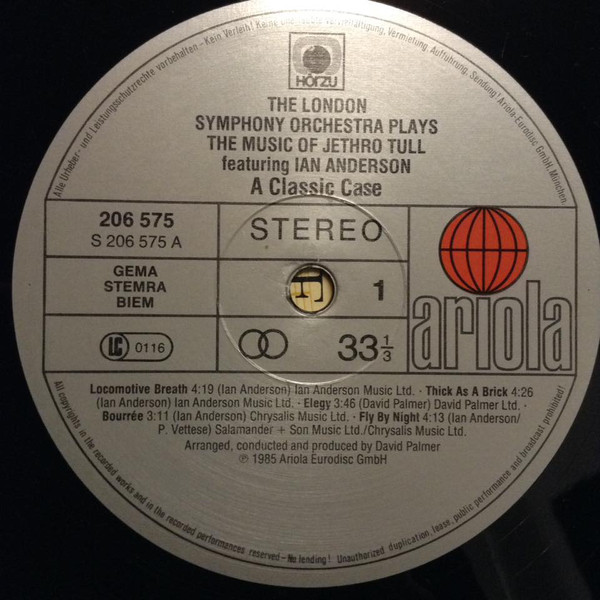 Alle Urheber- und Leistungsschutzrechte vorbehalten - Kein Verleih! Keine Vervielfältigung, Vermietung, Aufführung, Sendung! Ariola-Eurodisc GmbH, München.
HÖRZU
THE LONDON
SYMPHONY ORCHESTRA PLAYS
THE MUSIC OF JETHRO TULL
featuring IAN ANDERSON
A Classic Case
206 575
S 206 575 A
STEREO
GEMA
STEMRA
BIEM
1
LC 0116
33 1/3
ariola
Locomotive Breath 4:19 (Ian Anderson) Ian Anderson Music Ltd. · Thick As A Brick 4:26
(Ian Anderson) Ian Anderson Music Ltd. · Elegy 3:46 (David Palmer) David Palmer Ltd. ·
Bourrée 3:11 (Ian Anderson) Chrysalis Music Ltd. · Fly By Night 4:13 (Ian Anderson/
P. Vettese) Salamander + Son Music Ltd./Chrysalis Music Ltd.
Arranged, conducted and produced by David Palmer
℗ 1985 Ariola Eurodisc GmbH
All copyrights in the recorded works and in the recorded performances reserved - No lending! Unauthorized duplication, lease, public performance and broadcast prohibited!